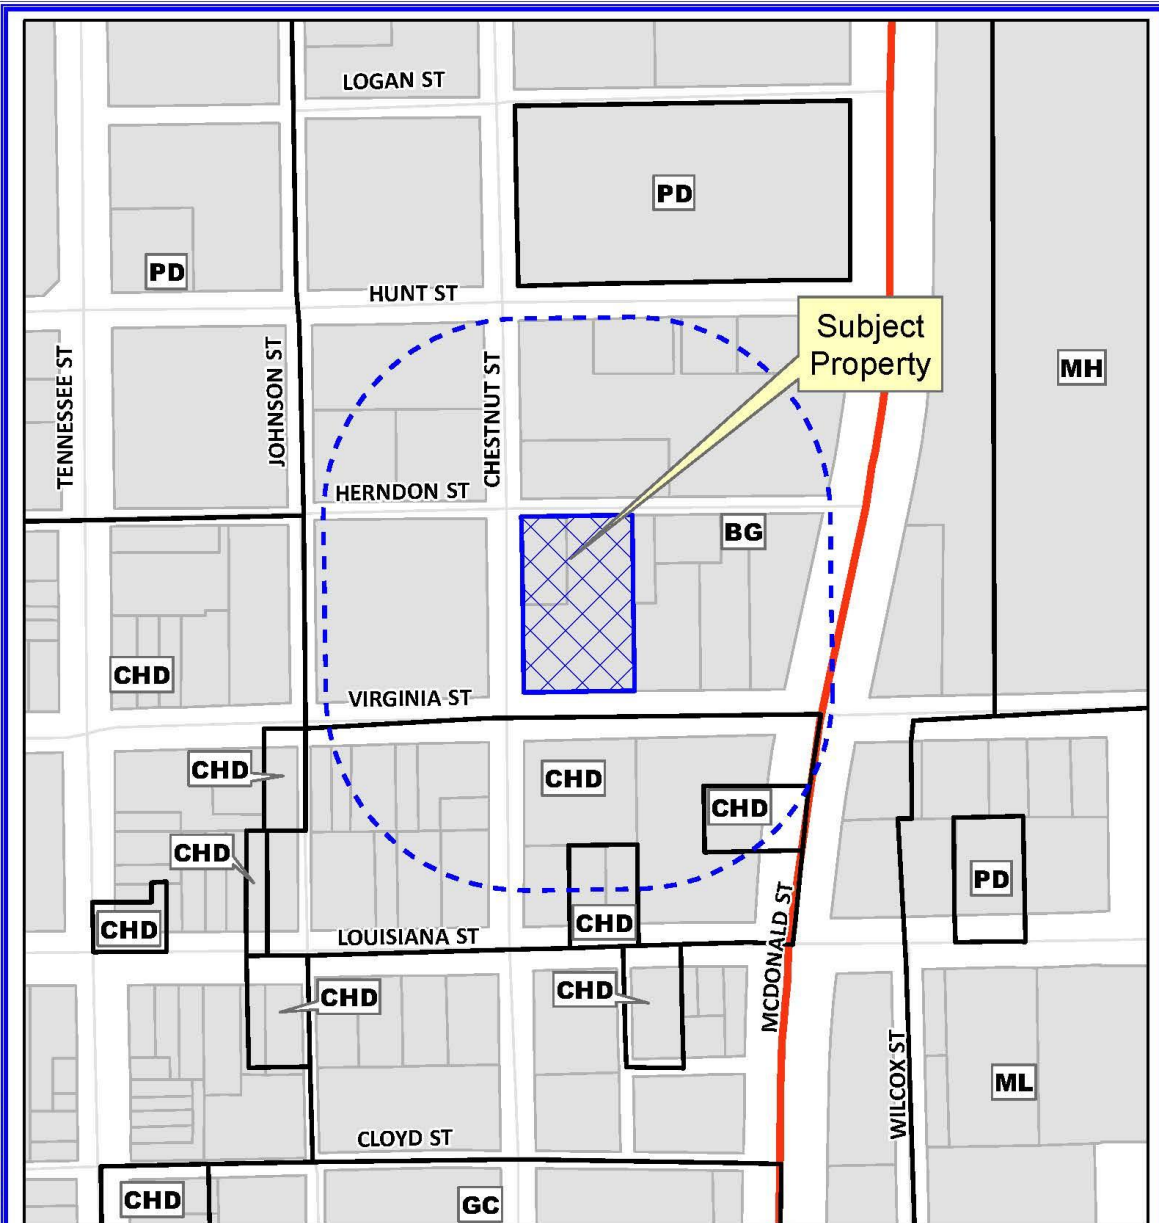 LOGAN ST
PD
PD
HUNT ST
Subject
Property
TENNESSEE ST
JOHNSON ST
CHESTNUT ST
MH
HERNDON ST
BG
CHD
VIRGINIA ST
CHD
CHD
CHD
CHD
PD
CHD
CHD
LOUISIANA ST
MCDONALD ST
CHD
CHD
WILCOX ST
ML
CLOYD ST
CHD
GC